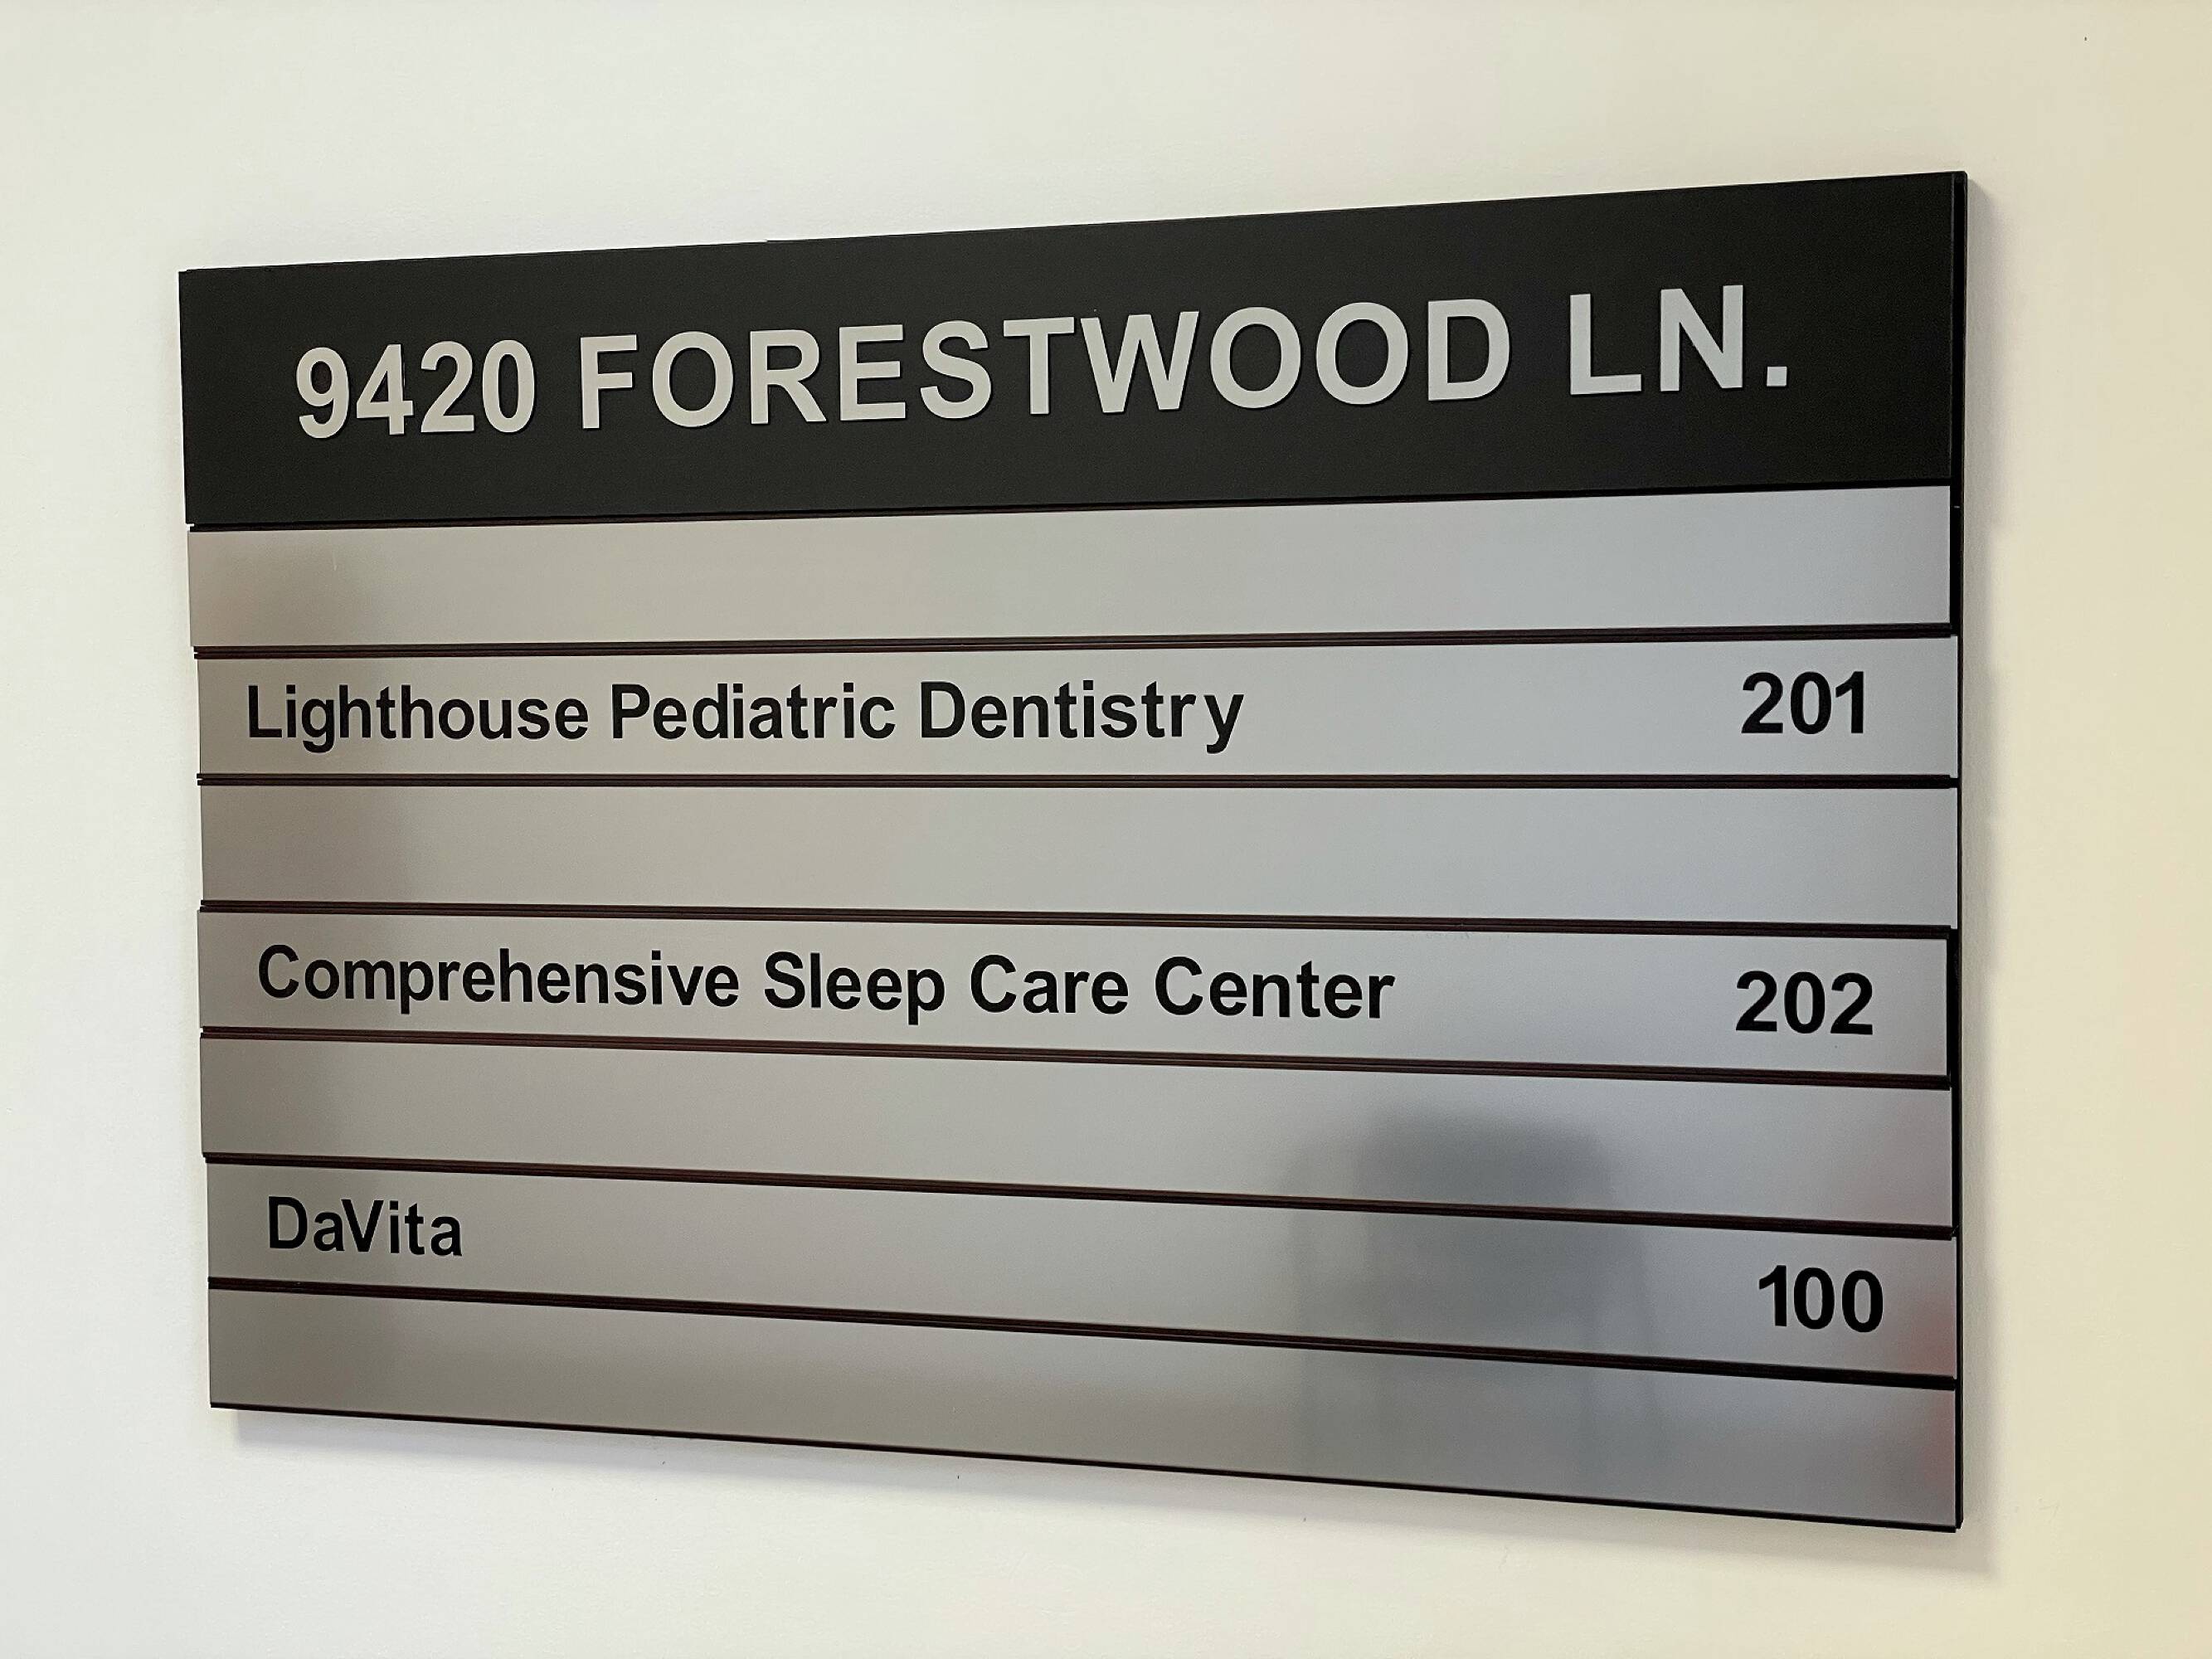 9420 FORESTWOOD LN.
Lighthouse Pediatric Dentistry 201
Comprehensive Sleep Care Center 202
DaVita 100